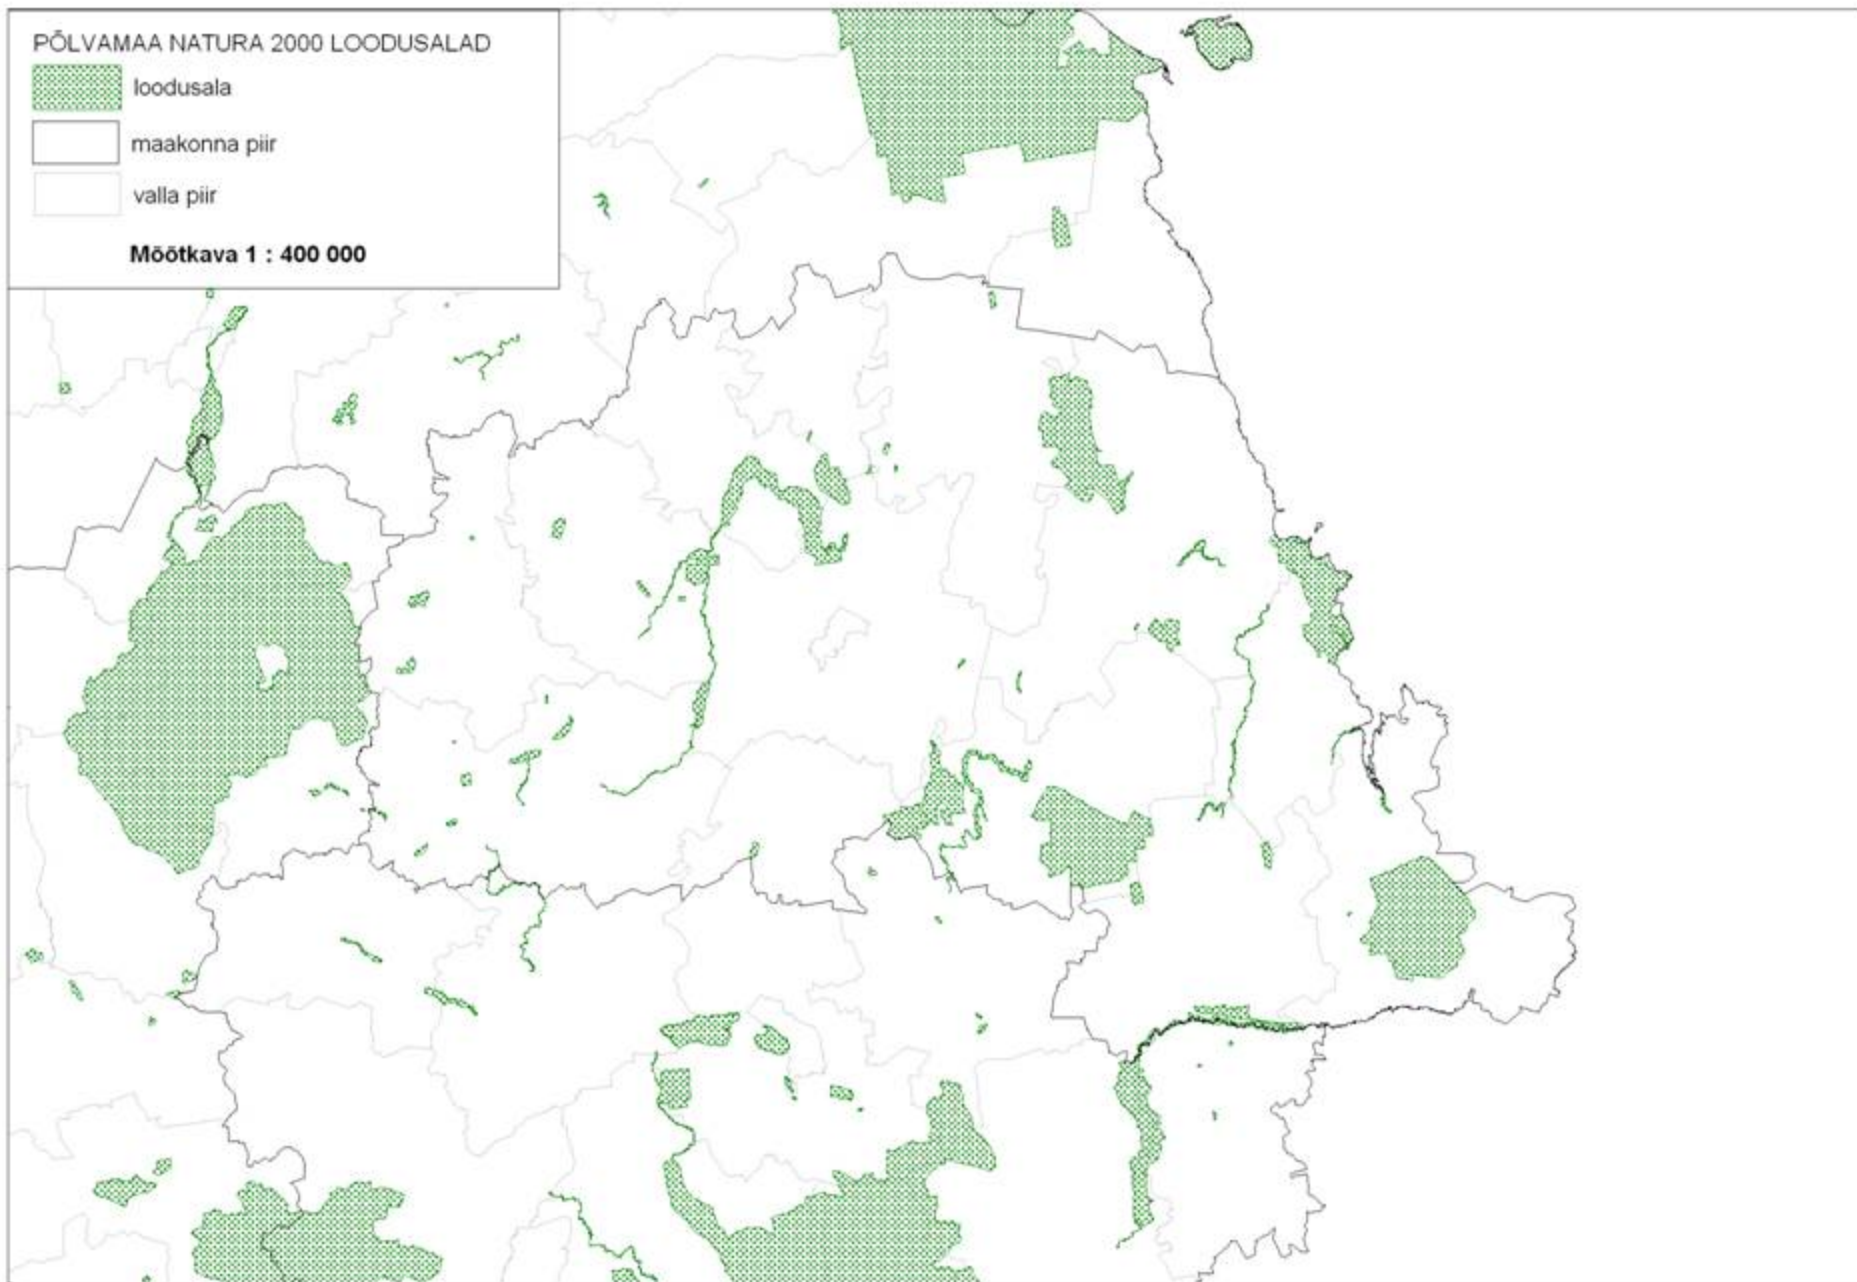 PÕLVAMAA NATURA 2000 LOODUSALAD
loodusala
maakonna piir
valla piir
Mõõtkava 1 : 400 000